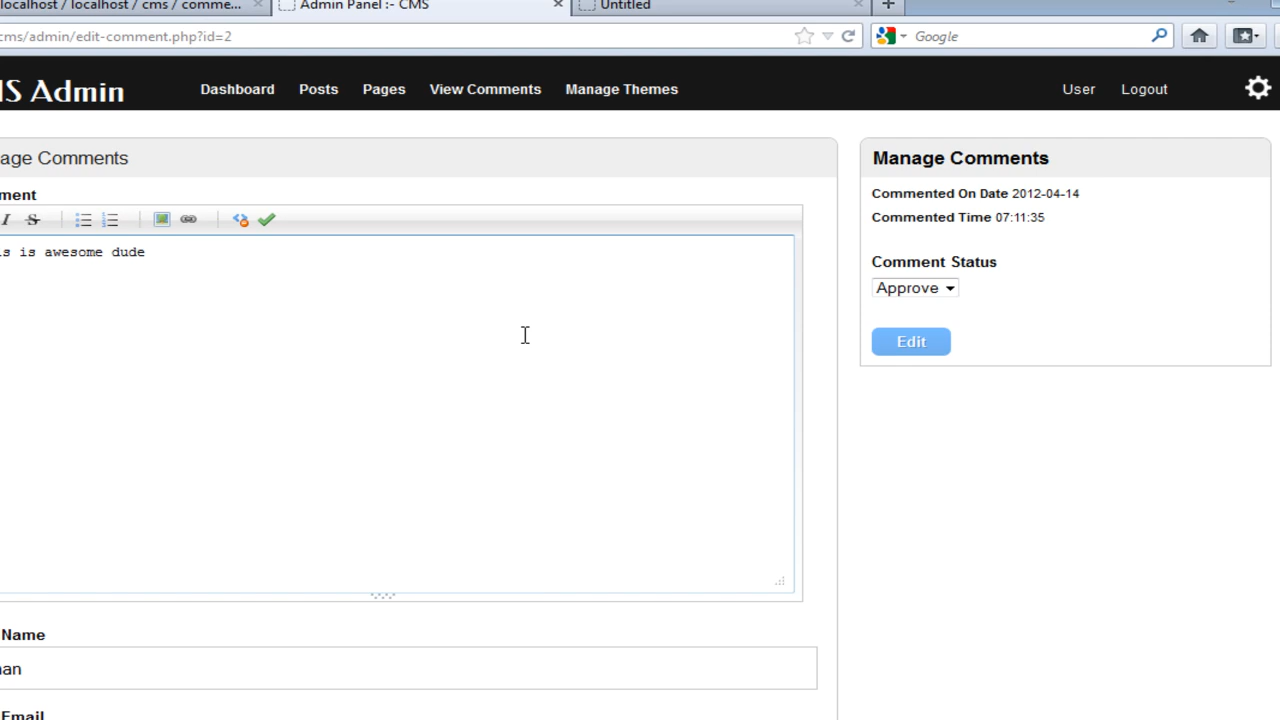 localhost / localhost / cms / comme...
Admin Panel :- CMS
Untitled
cms/admin/edit-comment.php?id=2
Google
IS Admin
Dashboard
Posts
Pages
View Comments
Manage Themes
User
Logout
age Comments
ment
I S
s is awesome dude
Name
an
Email
Manage Comments
Commented On Date 2012-04-14
Commented Time 07:11:35
Comment Status
Approve
Edit